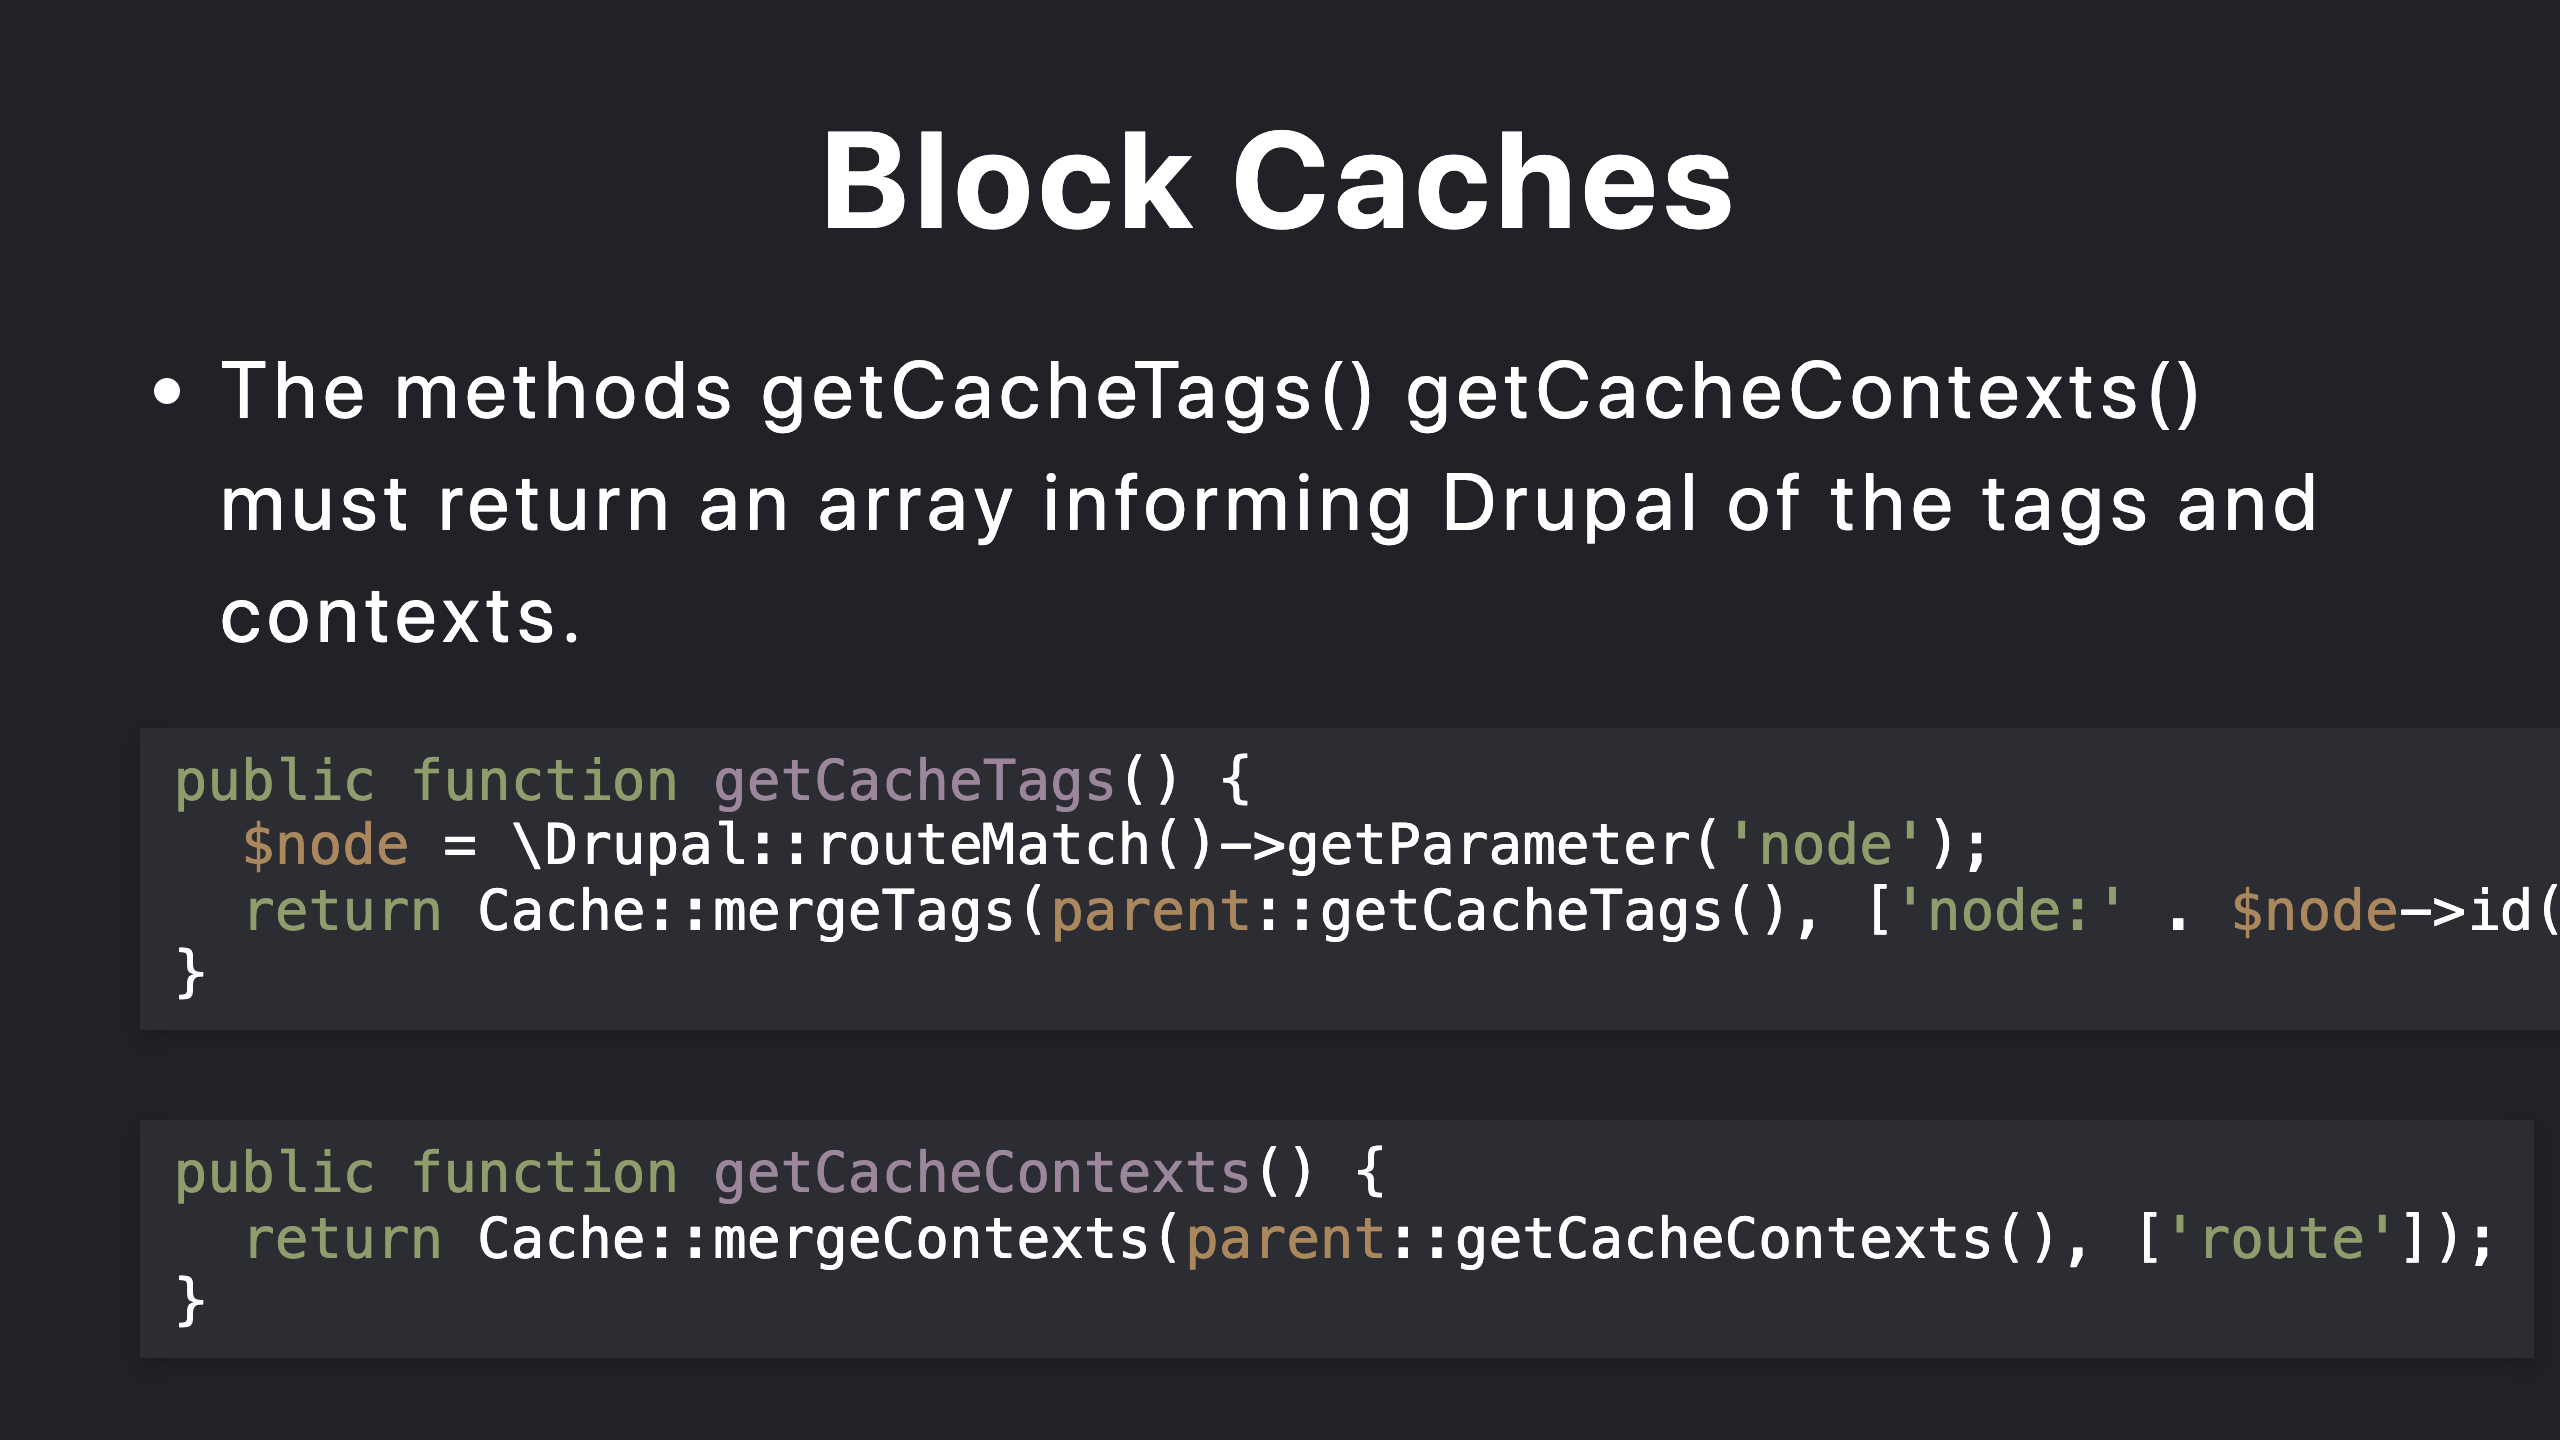 Block Caches
• The methods getCacheTags() getCacheContexts()
must return an array informing Drupal of the tags and
contexts.
public function getCacheTags() {
  $node = \Drupal::routeMatch()->getParameter('node');
  return Cache::mergeTags(parent::getCacheTags(), ['node:' . $node->id(
}
public function getCacheContexts() {
  return Cache::mergeContexts(parent::getCacheContexts(), ['route']);
}